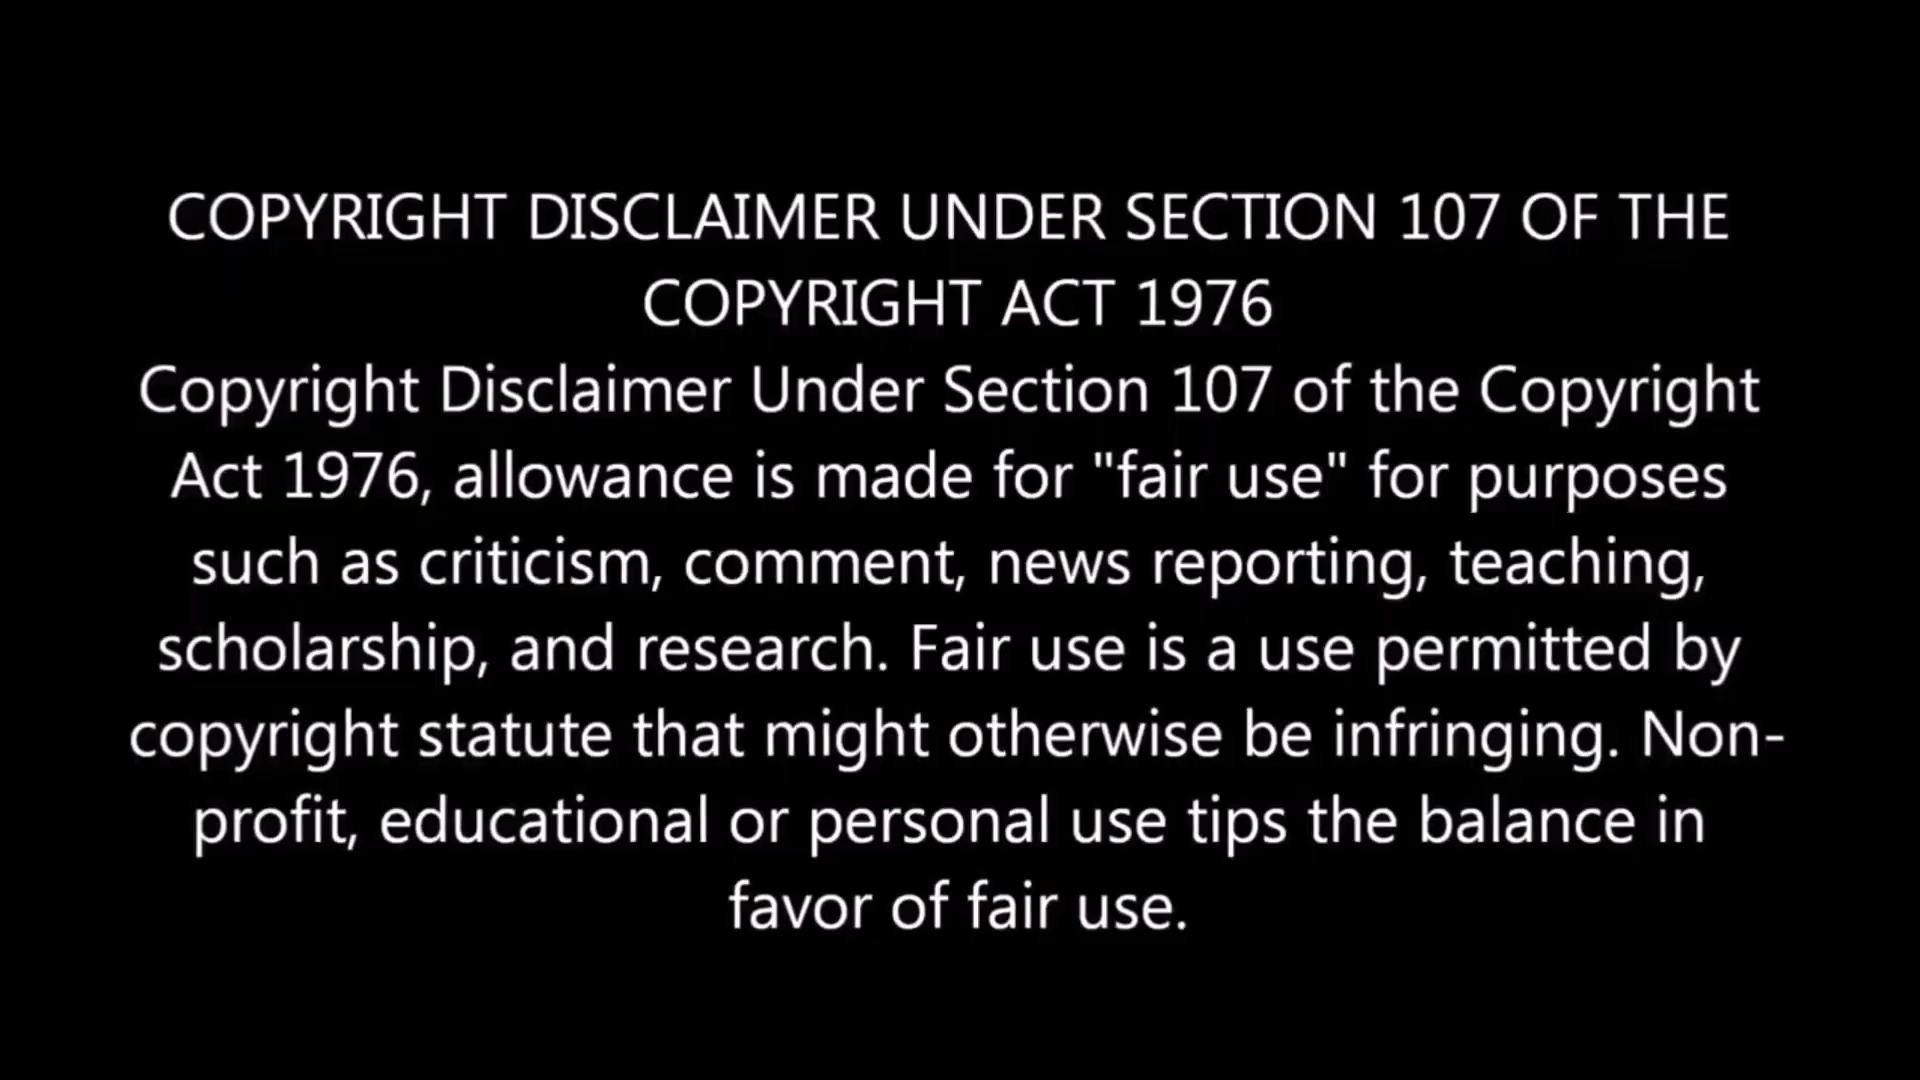 COPYRIGHT DISCLAIMER UNDER SECTION 107 OF THE
COPYRIGHT ACT 1976
Copyright Disclaimer Under Section 107 of the Copyright
Act 1976, allowance is made for "fair use" for purposes
such as criticism, comment, news reporting, teaching,
scholarship, and research. Fair use is a use permitted by
copyright statute that might otherwise be infringing. Non-
profit, educational or personal use tips the balance in
favor of fair use.